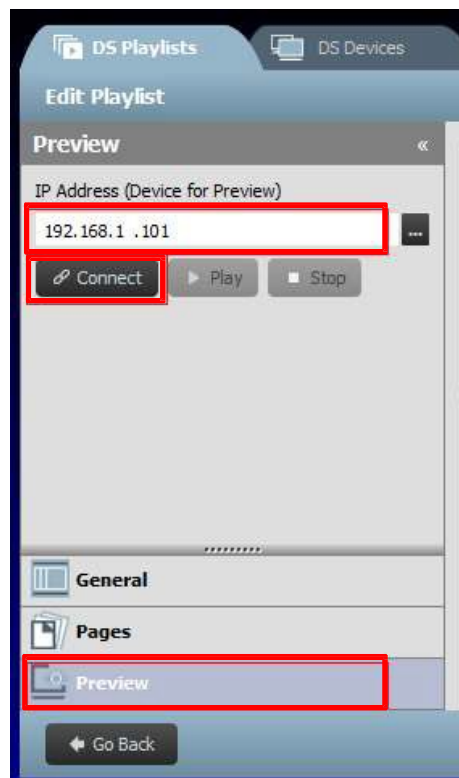 DS Playlists DS Devices
Edit Playlist
Preview «
IP Address (Device for Preview)
192.168.1 .101 ...
Connect Play Stop
General
Pages
Preview
Go Back